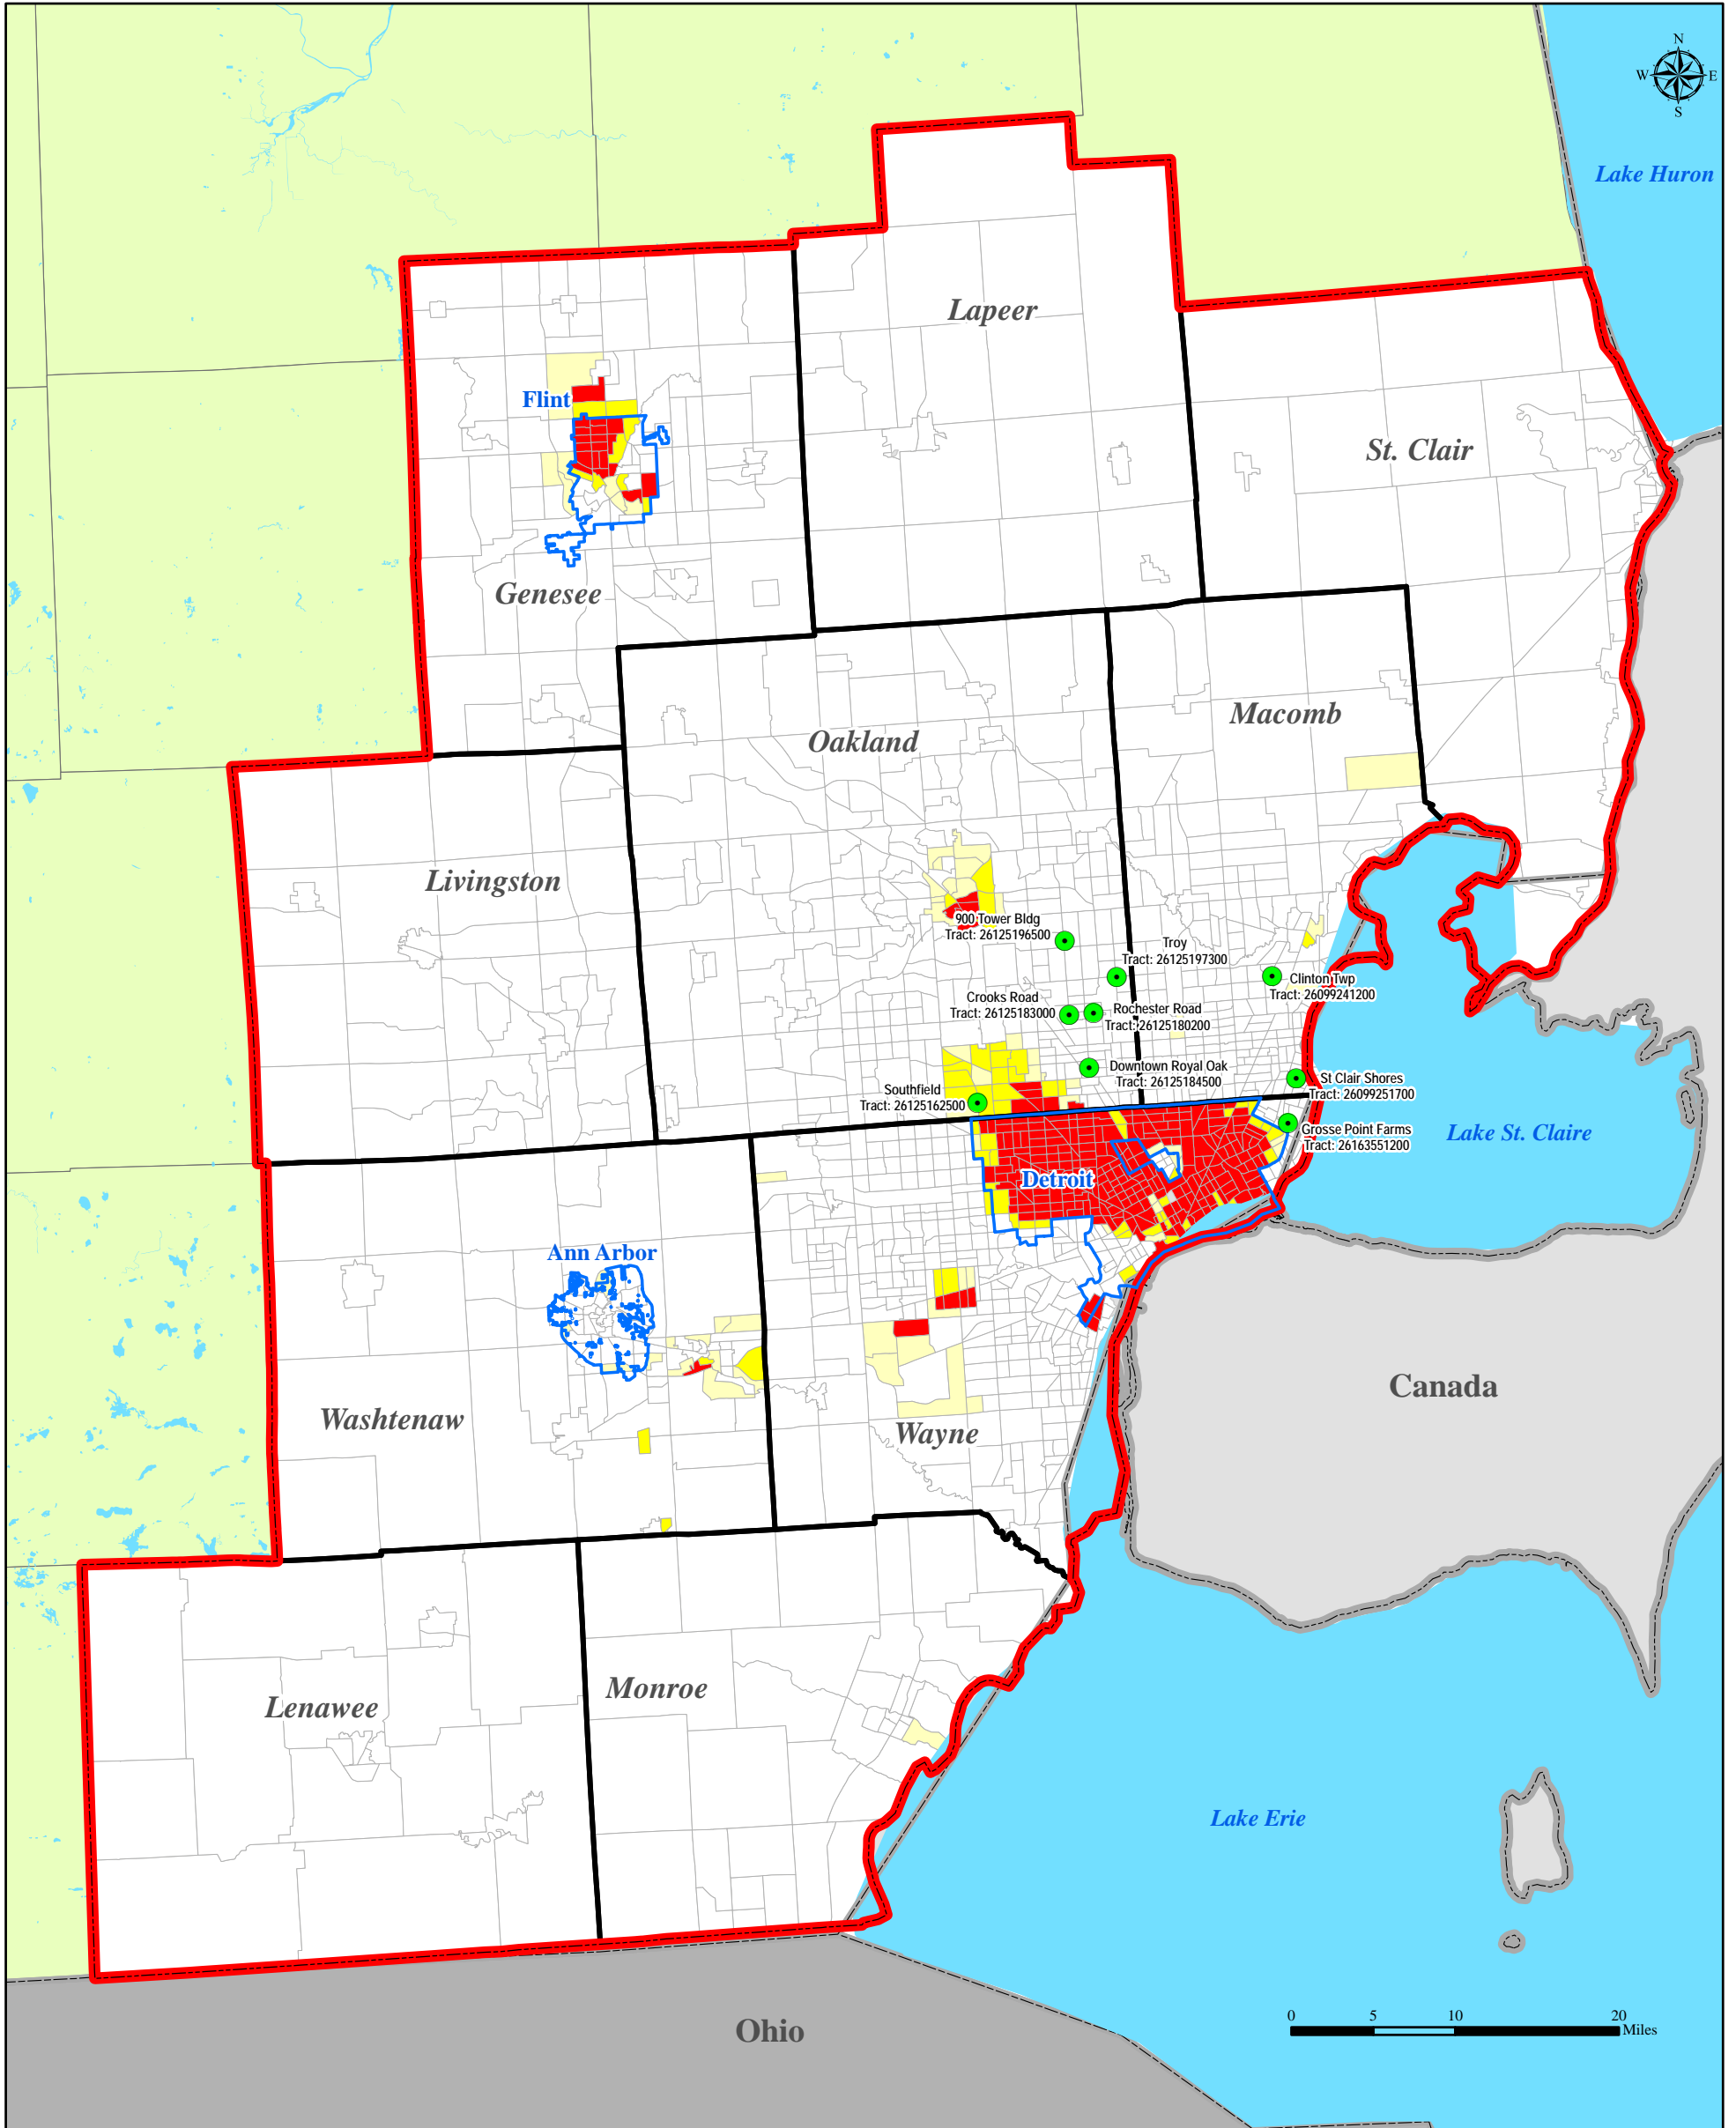 N
W
E
S
Lake Huron
Lapeer
Flint
St. Clair
Genesee
Macomb
Oakland
Livingston
900 Tower Bldg
Tract: 26125196500
Troy
Tract: 26125197300
Clinton Twp
Tract: 26099241200
Crooks Road
Tract: 26125183000
Rochester Road
Tract: 26125180200
Downtown Royal Oak
Tract: 26125184500
St Clair Shores
Tract: 26099251700
Southfield
Tract: 26125162500
Grosse Point Farms
Tract: 26163551200
Lake St. Claire
Detroit
Ann Arbor
Canada
Washtenaw
Wayne
Monroe
Lenawee
Lake Erie
0 5 10 20
Miles
Ohio